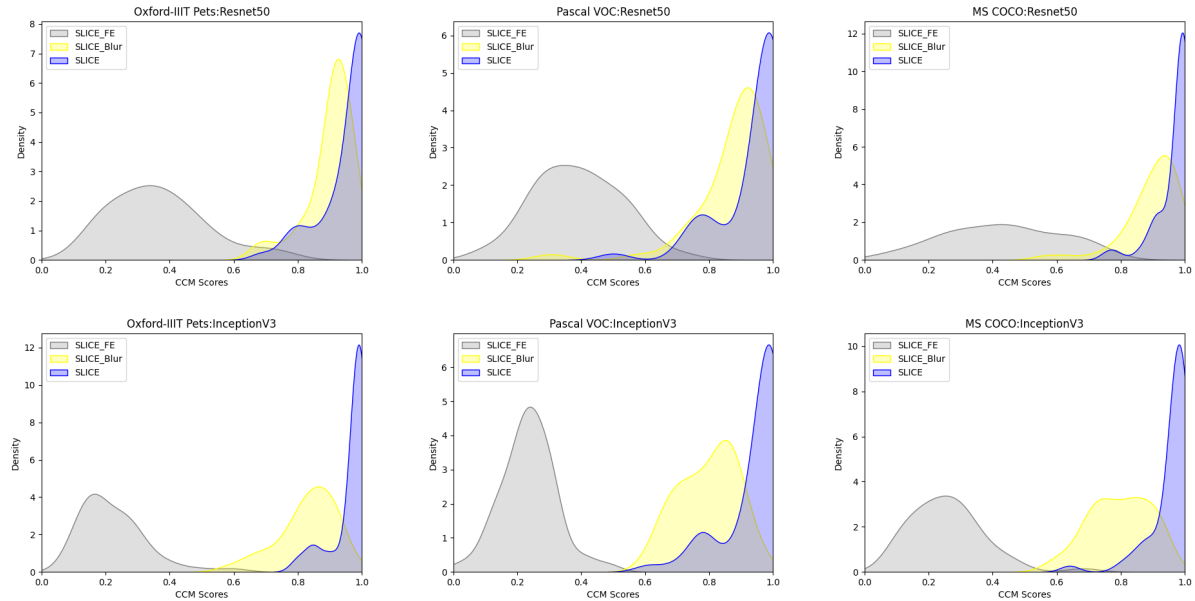 Oxford-IIIT Pets:Resnet50
8
7
6
5
4
3
2
1
0
Density
SLICE_FE
SLICE_Blur
SLICE
0.0 0.2 0.4 0.6 0.8 1.0
CCM Scores
Pascal VOC:Resnet50
6
5
4
3
2
1
0
Density
SLICE_FE
SLICE_Blur
SLICE
0.0 0.2 0.4 0.6 0.8 1.0
CCM Scores
MS COCO:Resnet50
12
10
8
6
4
2
0
Density
SLICE_FE
SLICE_Blur
SLICE
0.0 0.2 0.4 0.6 0.8 1.0
CCM Scores
Oxford-IIIT Pets:InceptionV3
12
10
8
6
4
2
0
Density
SLICE_FE
SLICE_Blur
SLICE
0.0 0.2 0.4 0.6 0.8 1.0
CCM Scores
Pascal VOC:InceptionV3
6
5
4
3
2
1
0
Density
SLICE_FE
SLICE_Blur
SLICE
0.0 0.2 0.4 0.6 0.8 1.0
CCM Scores
MS COCO:InceptionV3
10
8
6
4
2
0
Density
SLICE_FE
SLICE_Blur
SLICE
0.0 0.2 0.4 0.6 0.8 1.0
CCM Scores